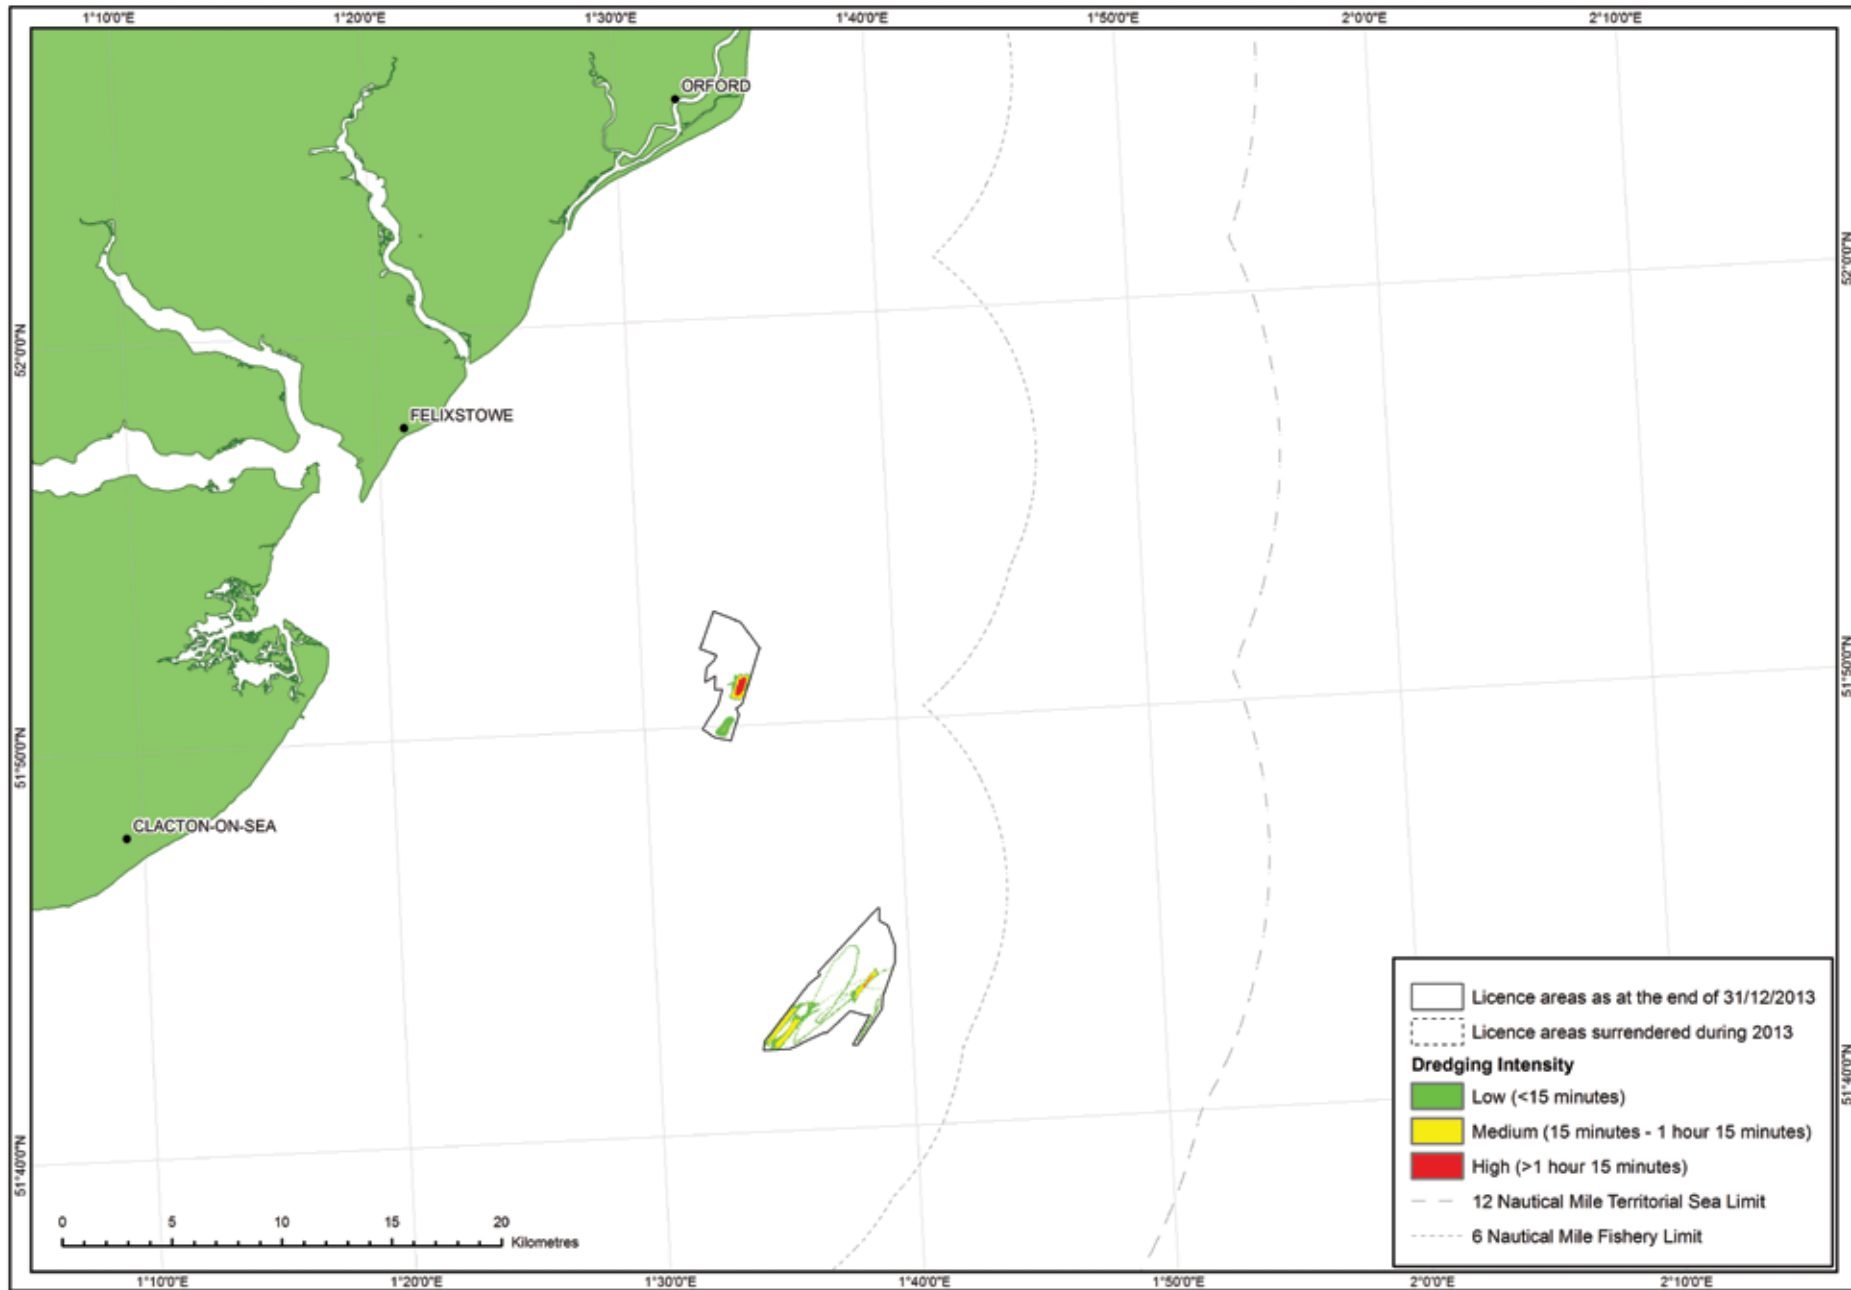 1°10'0"E 1°20'0"E 1°30'0"E 1°40'0"E 1°50'0"E 2°0'0"E 2°10'0"E
ORFORD
52°0'0"N
52°0'0"N
FELIXSTOWE
51°50'0"N
51°50'0"N
CLACTON-ON-SEA
51°40'0"N
51°40'0"N
Licence areas as at the end of 31/12/2013
Licence areas surrendered during 2013
Dredging Intensity
Low (<15 minutes)
Medium (15 minutes - 1 hour 15 minutes)
High (>1 hour 15 minutes)
12 Nautical Mile Territorial Sea Limit
6 Nautical Mile Fishery Limit
0 5 10 15 20
Kilometres
1°10'0"E 1°20'0"E 1°30'0"E 1°40'0"E 1°50'0"E 2°0'0"E 2°10'0"E